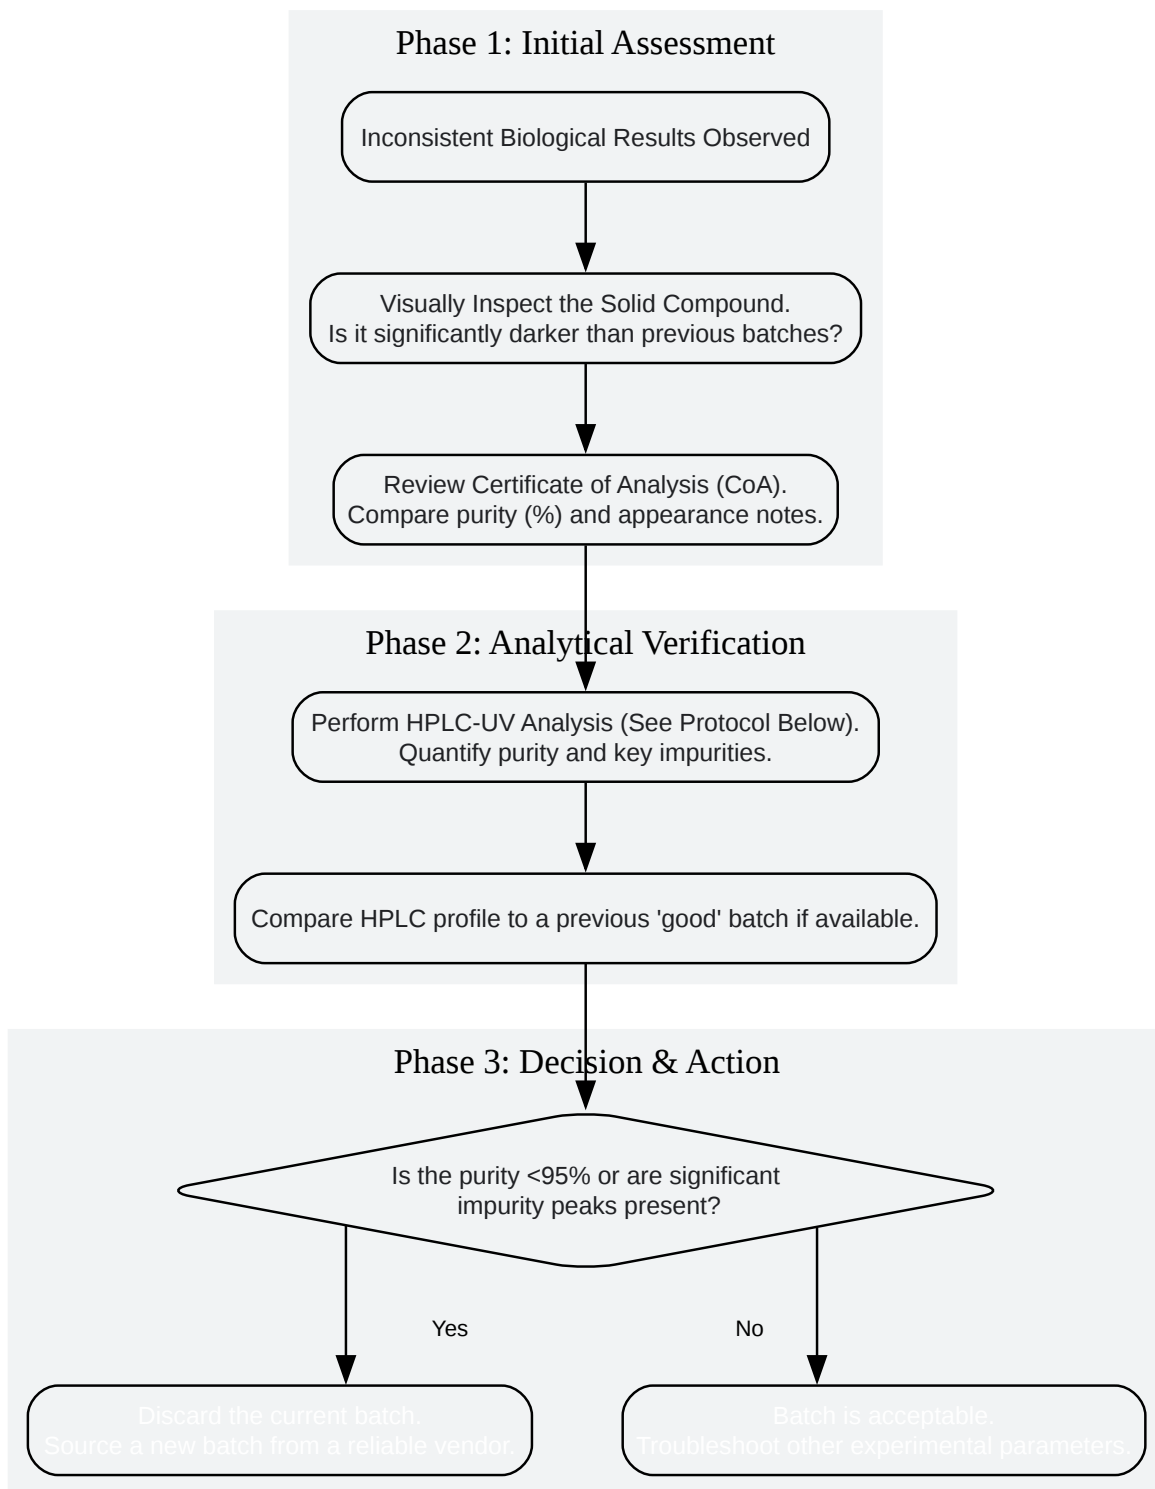 Phase 1: Initial Assessment
Inconsistent Biological Results Observed
Visually Inspect the Solid Compound.
Is it significantly darker than previous batches?
Review Certificate of Analysis (CoA).
Compare purity (%) and appearance notes.
Phase 2: Analytical Verification
Perform HPLC-UV Analysis (See Protocol Below).
Quantify purity and key impurities.
Compare HPLC profile to a previous 'good' batch if available.
Phase 3: Decision & Action
Is the purity <95% or are significant
impurity peaks present?
Yes
No
Discard the current batch.
Source a new batch from a reliable vendor.
Batch is acceptable.
Troubleshoot other experimental parameters.